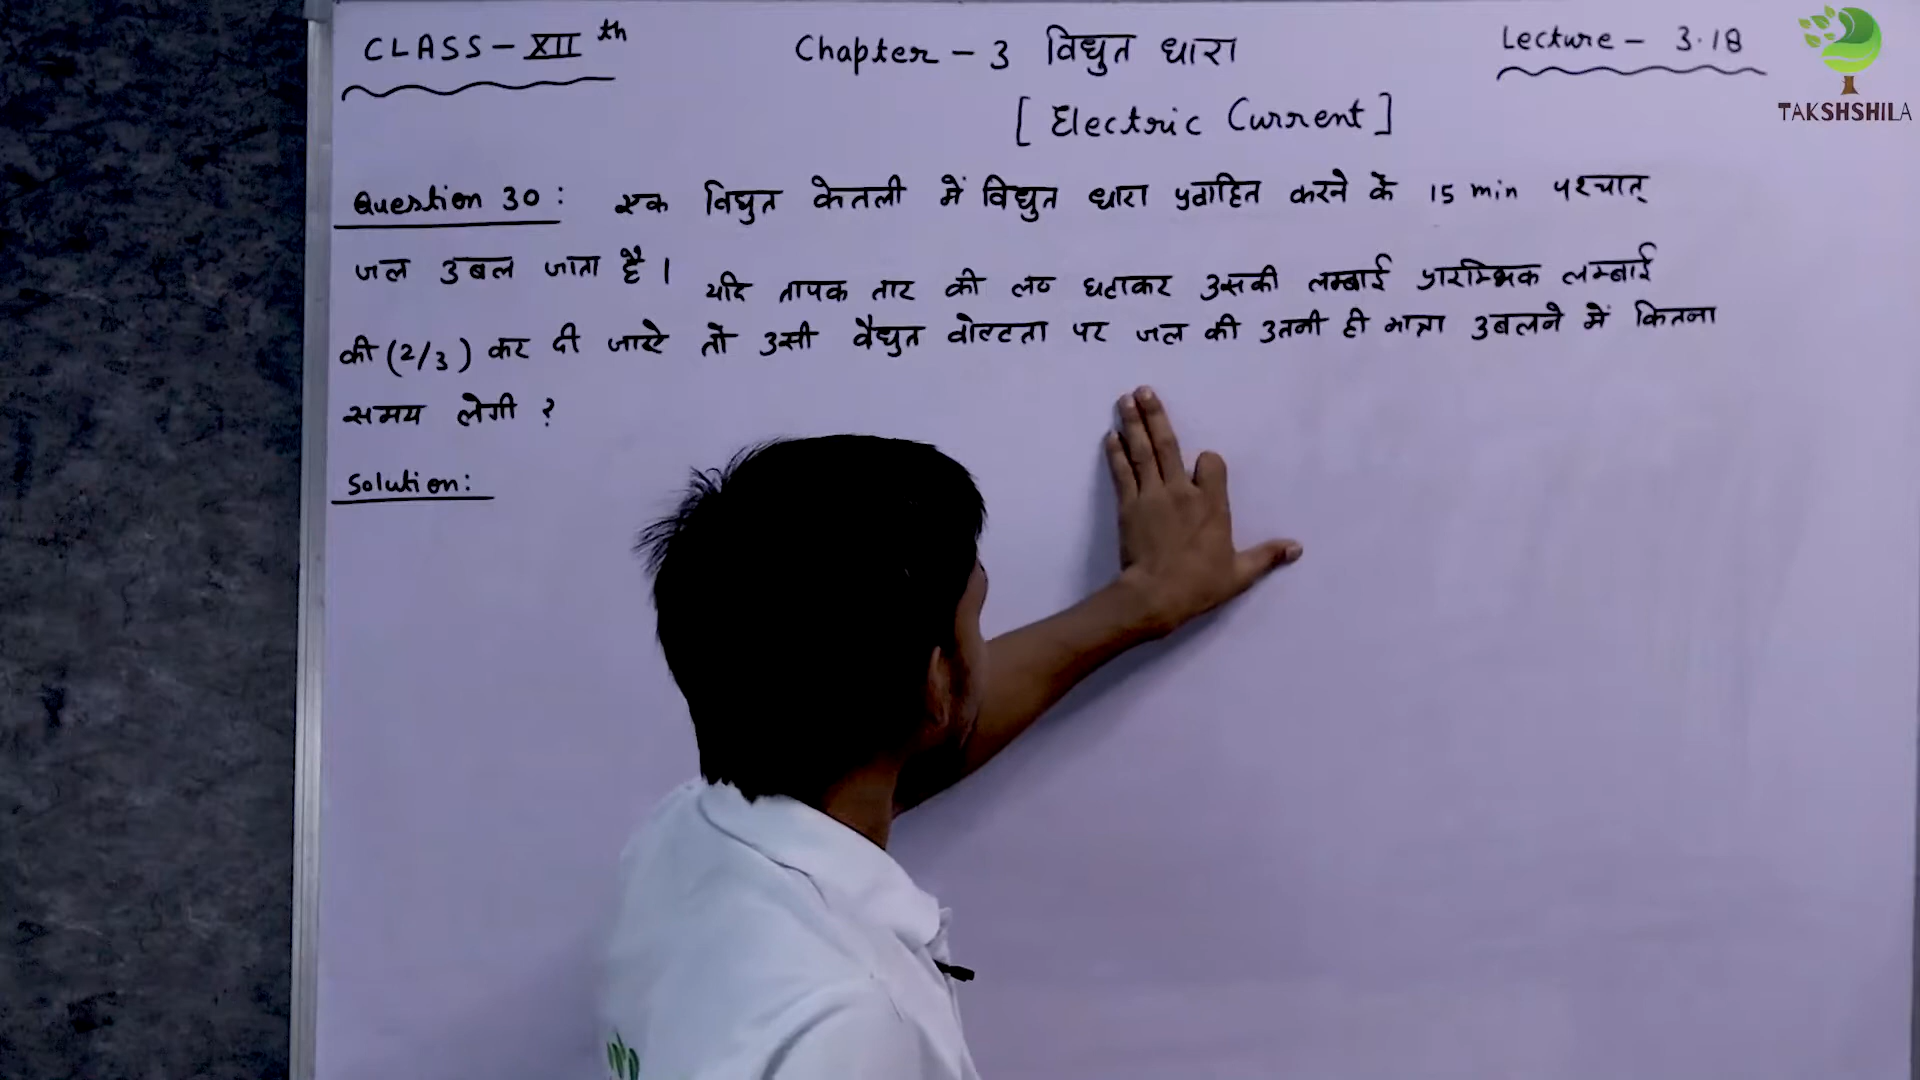 CLASS - XII th
Chapter - 3 विद्युत धारा
Lecture - 3.18
TAKSHSHILA
[ Electric Current ]
Question 30 : एक विद्युत केतली में विद्युत धारा प्रवाहित करने के 15 min पश्चात्
जल उबल जाता है । यदि तापक तार की लम्ब घटाकर उसकी लम्बाई प्रारम्भिक लम्बाई
की (2/3) कर दी जाये तो उसी वैद्युत वोल्टता पर जल की उतनी ही मात्रा उबलने में कितना
समय लेगी ?
Solution: